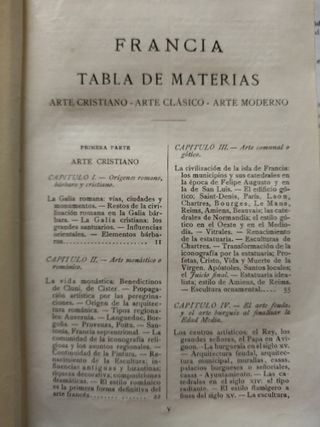 FRANCIA
TABLA DE MATERIAS
ARTE CRISTIANO - ARTE CLÁSICO - ARTE MODERNO
PRIMERA PARTE
ARTE CRISTIANO
CAPITULO I. — Orígenes romano, bárbaro y cristiano.
La Galia romana: vías, ciudades y
monumentos. — Restos de la civi-
lización romana en la Galia bárba-
ra. — La Galia cristiana: los
grandes santuarios. — Influencias
orientales. — Elementos bárba-
ros. 11
CAPITULO II. — Arte monástico o
románico.
La vida monástica: Benedictinos
de Cluni, de Cister. — Propaga-
ción artística por las peregrina-
ciones. — Origen de la arquitec-
tura románica. — Tipos regiona-
les: Auvernia. — Languedoc, Bor-
goña. — Provenza, Poitu. — San-
tonia, Francia septentrional. — La
comunidad de la iconografía reli-
giosa y los asuntos regionales. —
Continuidad de la Pintura. — Re-
nacimiento de la Escultura; in-
fluencias antiguas y bizantinas;
riqueza decorativa, composiciones
dramáticas. — El estilo románico
es la primera forma definitiva del
arte francés. 22
CAPITULO III. — Arte comunal o
gótico.
La civilización de la isla de Francia:
los municipios y sus catedrales en
la época de Felipe Augusto y en
la de San Luis. — El edificio gó-
tico; Saint-Denis, París, Laon,
Chartres, Bourges, Le Mans,
Reims, Amiens, Beauvais; las cate-
drales de Normandía; el estilo góti-
co en el Oeste y en el Medio-
día. — Vitrales. — Renacimiento
de la estatuaria. — Esculturas de
Chartres. — Transformación de la
iconografía por la estatuaria; Pro-
fetas, Cristo, Vida y Muerte de la
Virgen. Apóstoles. Santos locales;
el Juicio final. — Estatuaria idea-
lista; estilo de Amiens, de Reims.
— Escultura ornamental. 55
CAPITULO IV. — El arte feudal
y el arte burgués al finalizar la
Edad Media.
Los centros artísticos: el Rey, los
grandes señores, el Papa en Avi-
gnon. — La burguesía en el siglo XV.
— Arquitectura feudal, arquitec-
tura municipal, murallas, casas,
palacios burgueses o señoriales,
casas de Ayuntamiento. — Las ca-
tedrales en el siglo XIV: el tipo
radiante. — El estilo flamígero a
fines del siglo XV. — La escultura,
V